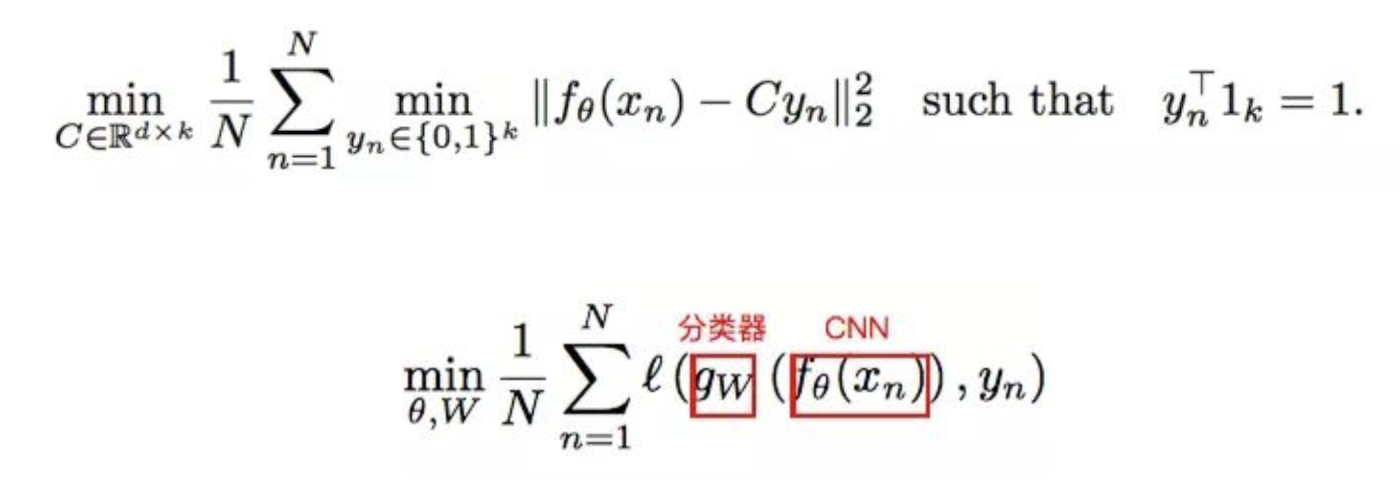 \min_{C \in \mathbb{R}^{d \times k}} \frac{1}{N} \sum_{n=1}^{N} \min_{y_n \in \{0,1\}^k} \| f_\theta(x_n) - C y_n \|_2^2 \quad \text{such that} \quad y_n^\top 1_k = 1.
分类器 CNN
\min_{\theta, W} \frac{1}{N} \sum_{n=1}^{N} \ell \left( g_W \left( f_\theta(x_n) \right), y_n \right)